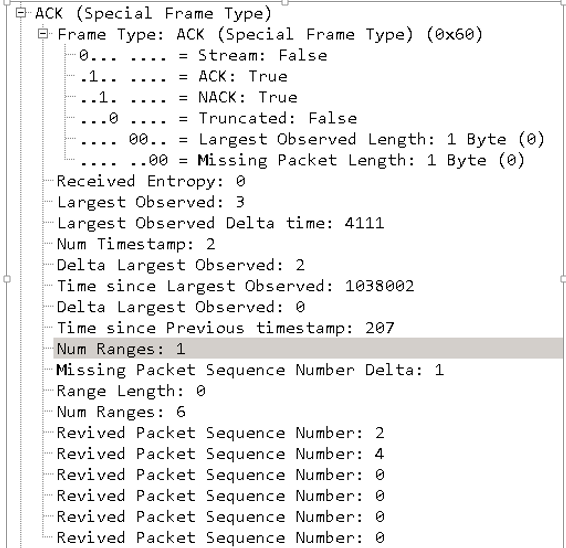 ACK (Special Frame Type)
Frame Type: ACK (Special Frame Type) (0x60)
0... .... = Stream: False
.1.. .... = ACK: True
..1. .... = NACK: True
...0 .... = Truncated: False
.... 00.. = Largest Observed Length: 1 Byte (0)
.... ..00 = Missing Packet Length: 1 Byte (0)
Received Entropy: 0
Largest Observed: 3
Largest Observed Delta time: 4111
Num Timestamp: 2
Delta Largest Observed: 2
Time since Largest Observed: 1038002
Delta Largest Observed: 0
Time since Previous timestamp: 207
Num Ranges: 1
Missing Packet Sequence Number Delta: 1
Range Length: 0
Num Ranges: 6
Revived Packet Sequence Number: 2
Revived Packet Sequence Number: 4
Revived Packet Sequence Number: 0
Revived Packet Sequence Number: 0
Revived Packet Sequence Number: 0
Revived Packet Sequence Number: 0